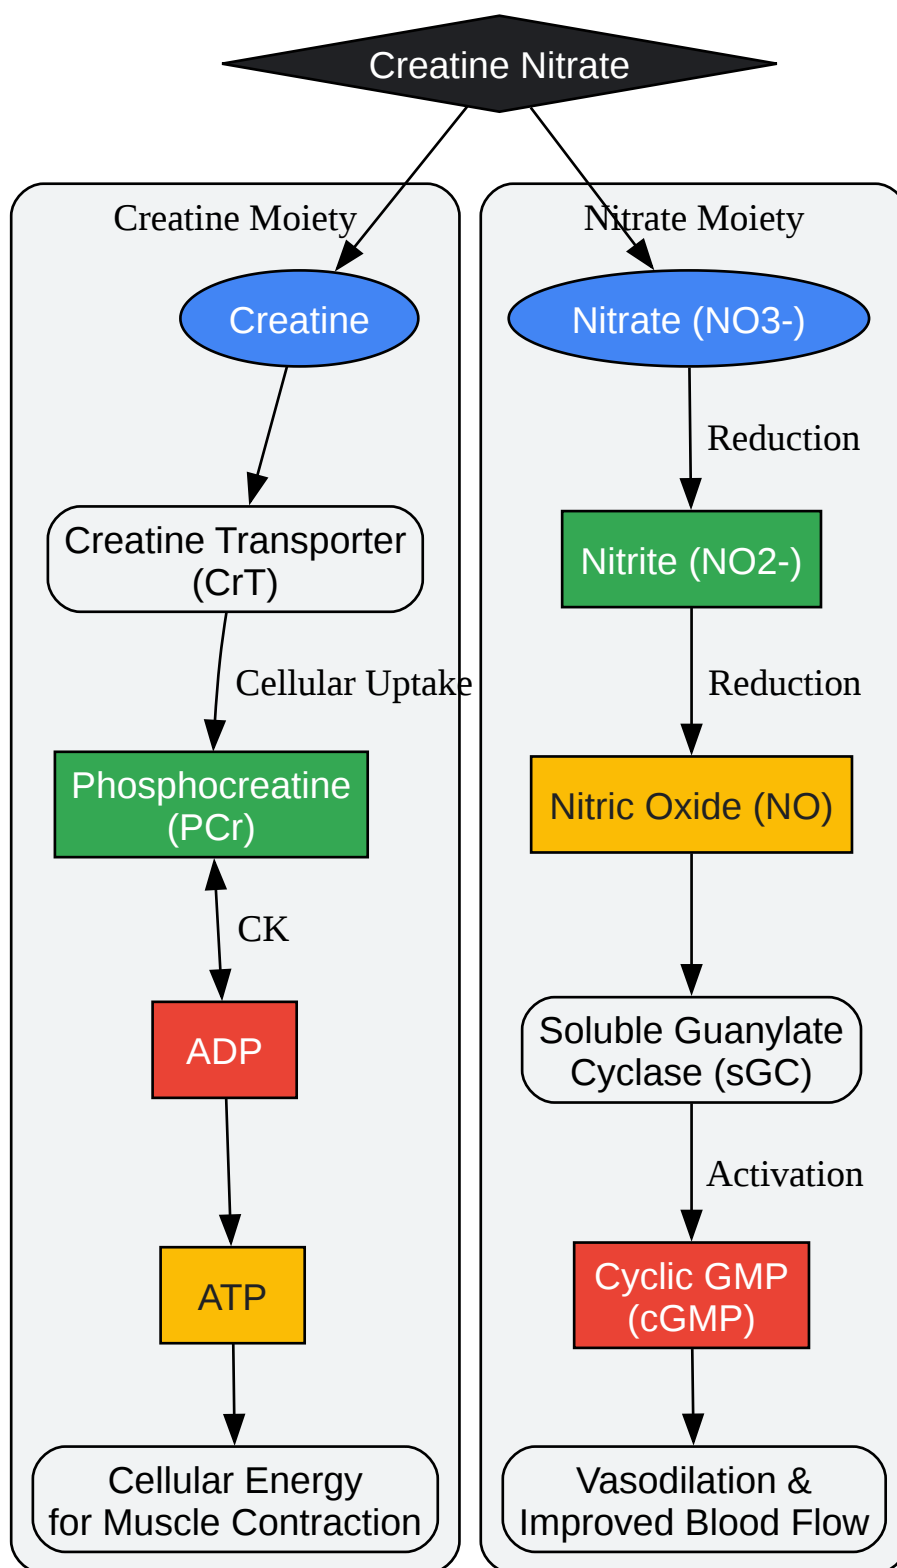 Creatine Nitrate
Creatine Moiety
Creatine
Creatine Transporter
(CrT)
Cellular Uptake
Phosphocreatine
(PCr)
CK
ADP
ATP
Cellular Energy
for Muscle Contraction
Nitrate Moiety
Nitrate (NO3-)
Reduction
Nitrite (NO2-)
Reduction
Nitric Oxide (NO)
Soluble Guanylate
Cyclase (sGC)
Activation
Cyclic GMP
(cGMP)
Vasodilation &
Improved Blood Flow